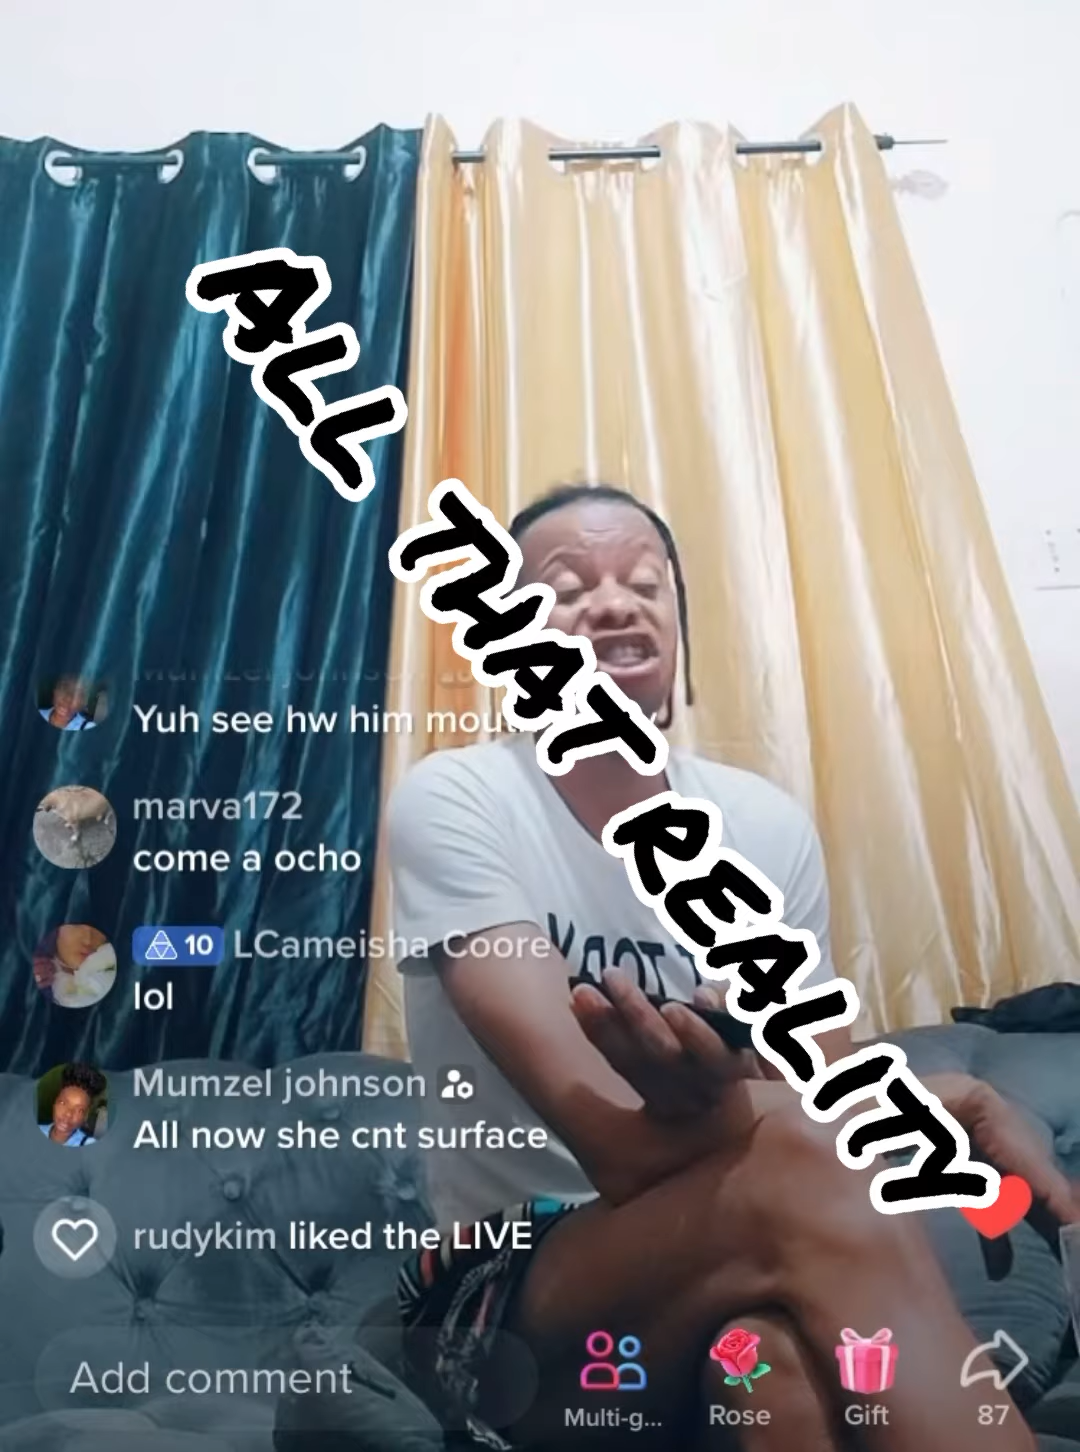 ALL THAT REALITY
Yuh see hw him
marva172
come a ocho
10 LCameisha Coore
lol
Mumzel johnson
All now she cnt surface
rudykim liked the LIVE
Add comment
Multi-g...
Rose
Gift
87